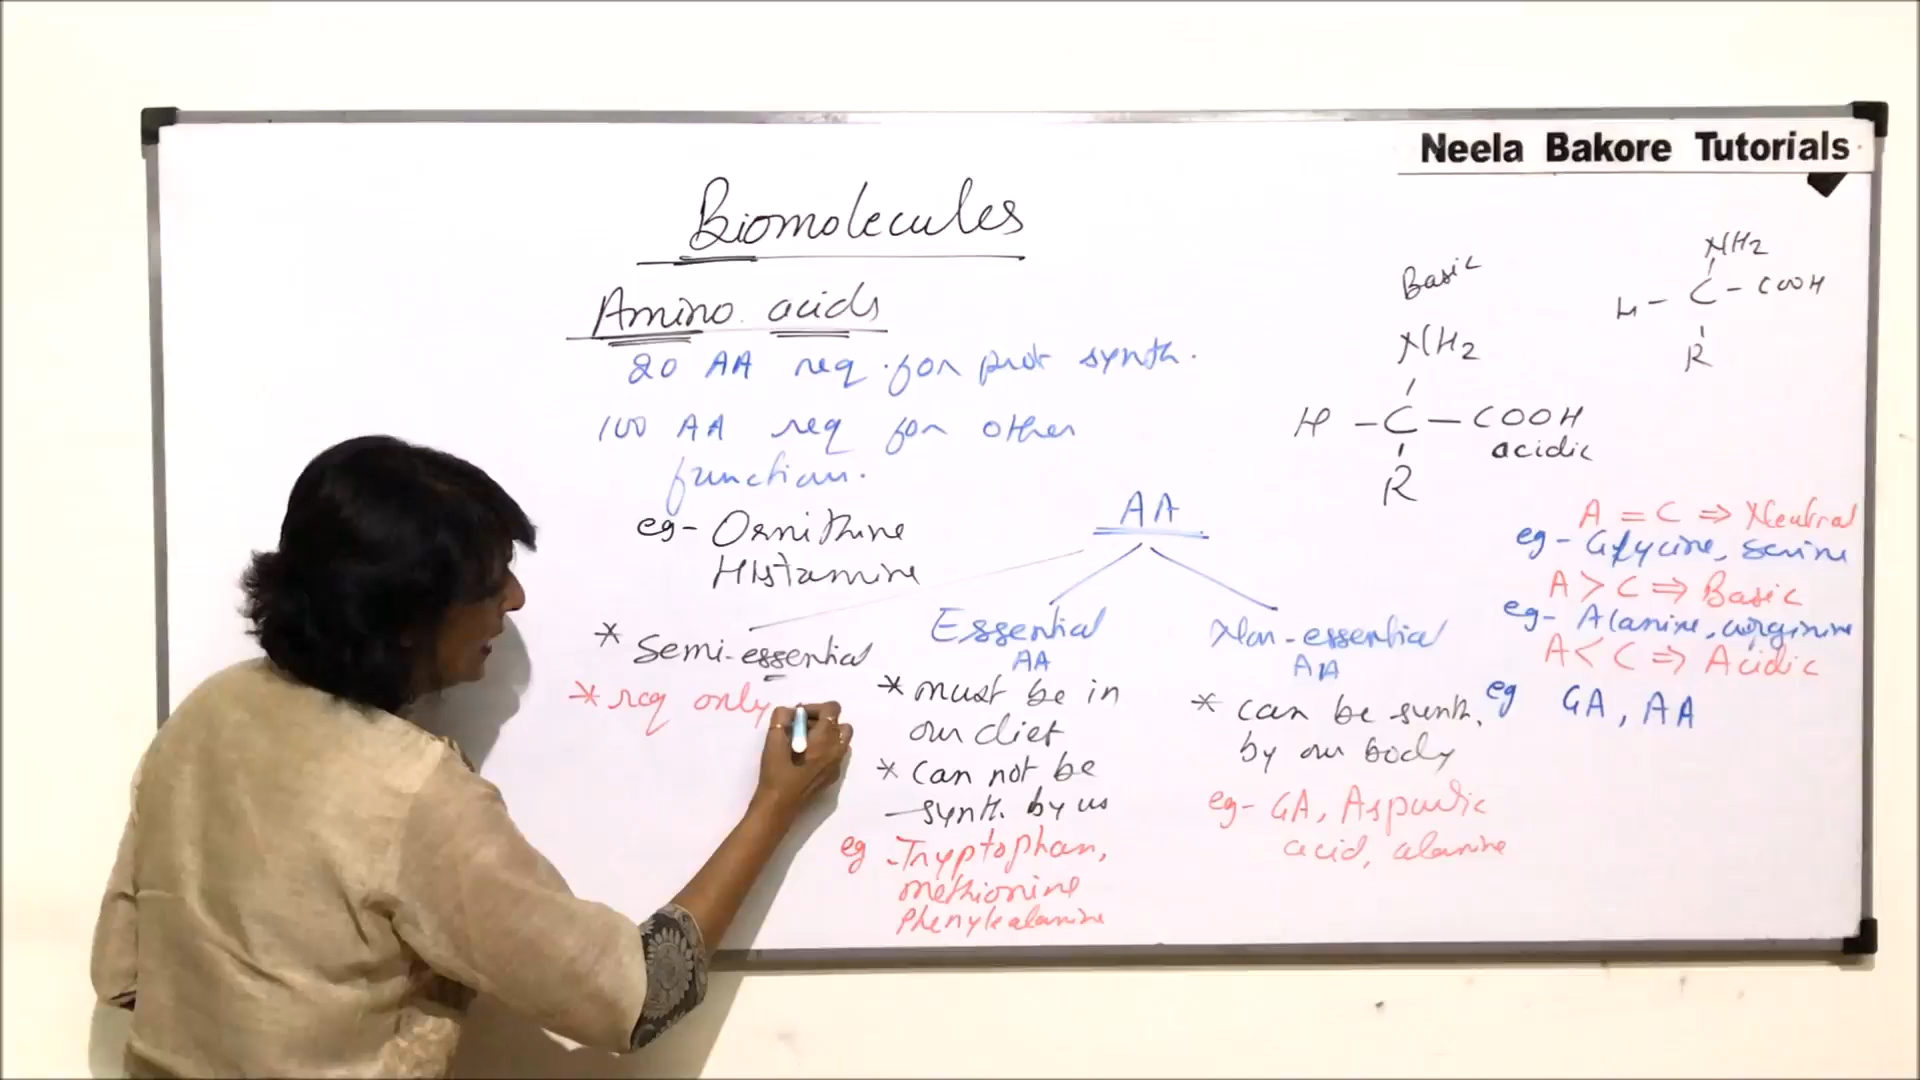 Neela Bakore Tutorials
Biomolecules
Amino acids
20 AA req. for prot synth.
100 AA req for other
function.
eg- Ornithine
Histamine
Basic
NH2
H - C - COOH
acidic
R
NH2
H - C - COOH
R
AA
* Semi-essential
* req only
Essential
AA
* must be in
our diet
* can not be
synth. by us
eg - Tryptophan,
methionine
Phenylealanine
Non-essential
AA
* can be synth.
by our body
eg- GA, Aspartic
acid, alanine
A = C ⇒ Neutral
eg- Glycine, serine
A > C ⇒ Basic
eg- Alanine, arginine
A < C ⇒ Acidic
eg GA, AA